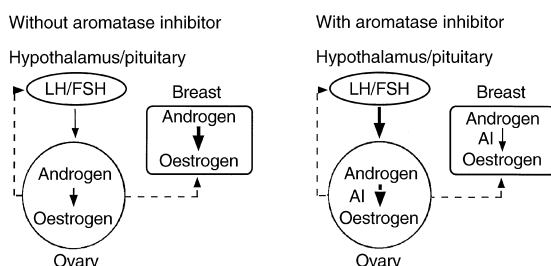 Without aromatase inhibitor
Hypothalamus/pituitary
LH/FSH
Breast
Androgen
Oestrogen
Androgen
Oestrogen
Ovary
With aromatase inhibitor
Hypothalamus/pituitary
LH/FSH
Breast
Androgen
AI
Oestrogen
Androgen
AI
Oestrogen
Ovary